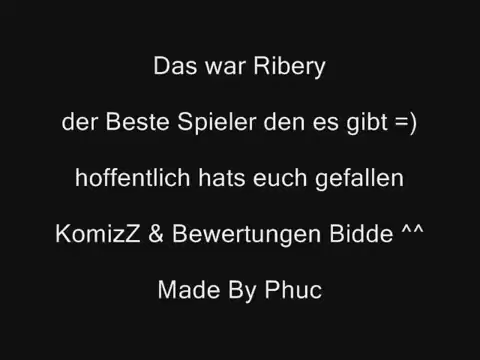 Das war Ribery
der Beste Spieler den es gibt =)
hoffentlich hats euch gefallen
KomizZ & Bewertungen Bidde ^^
Made By Phuc